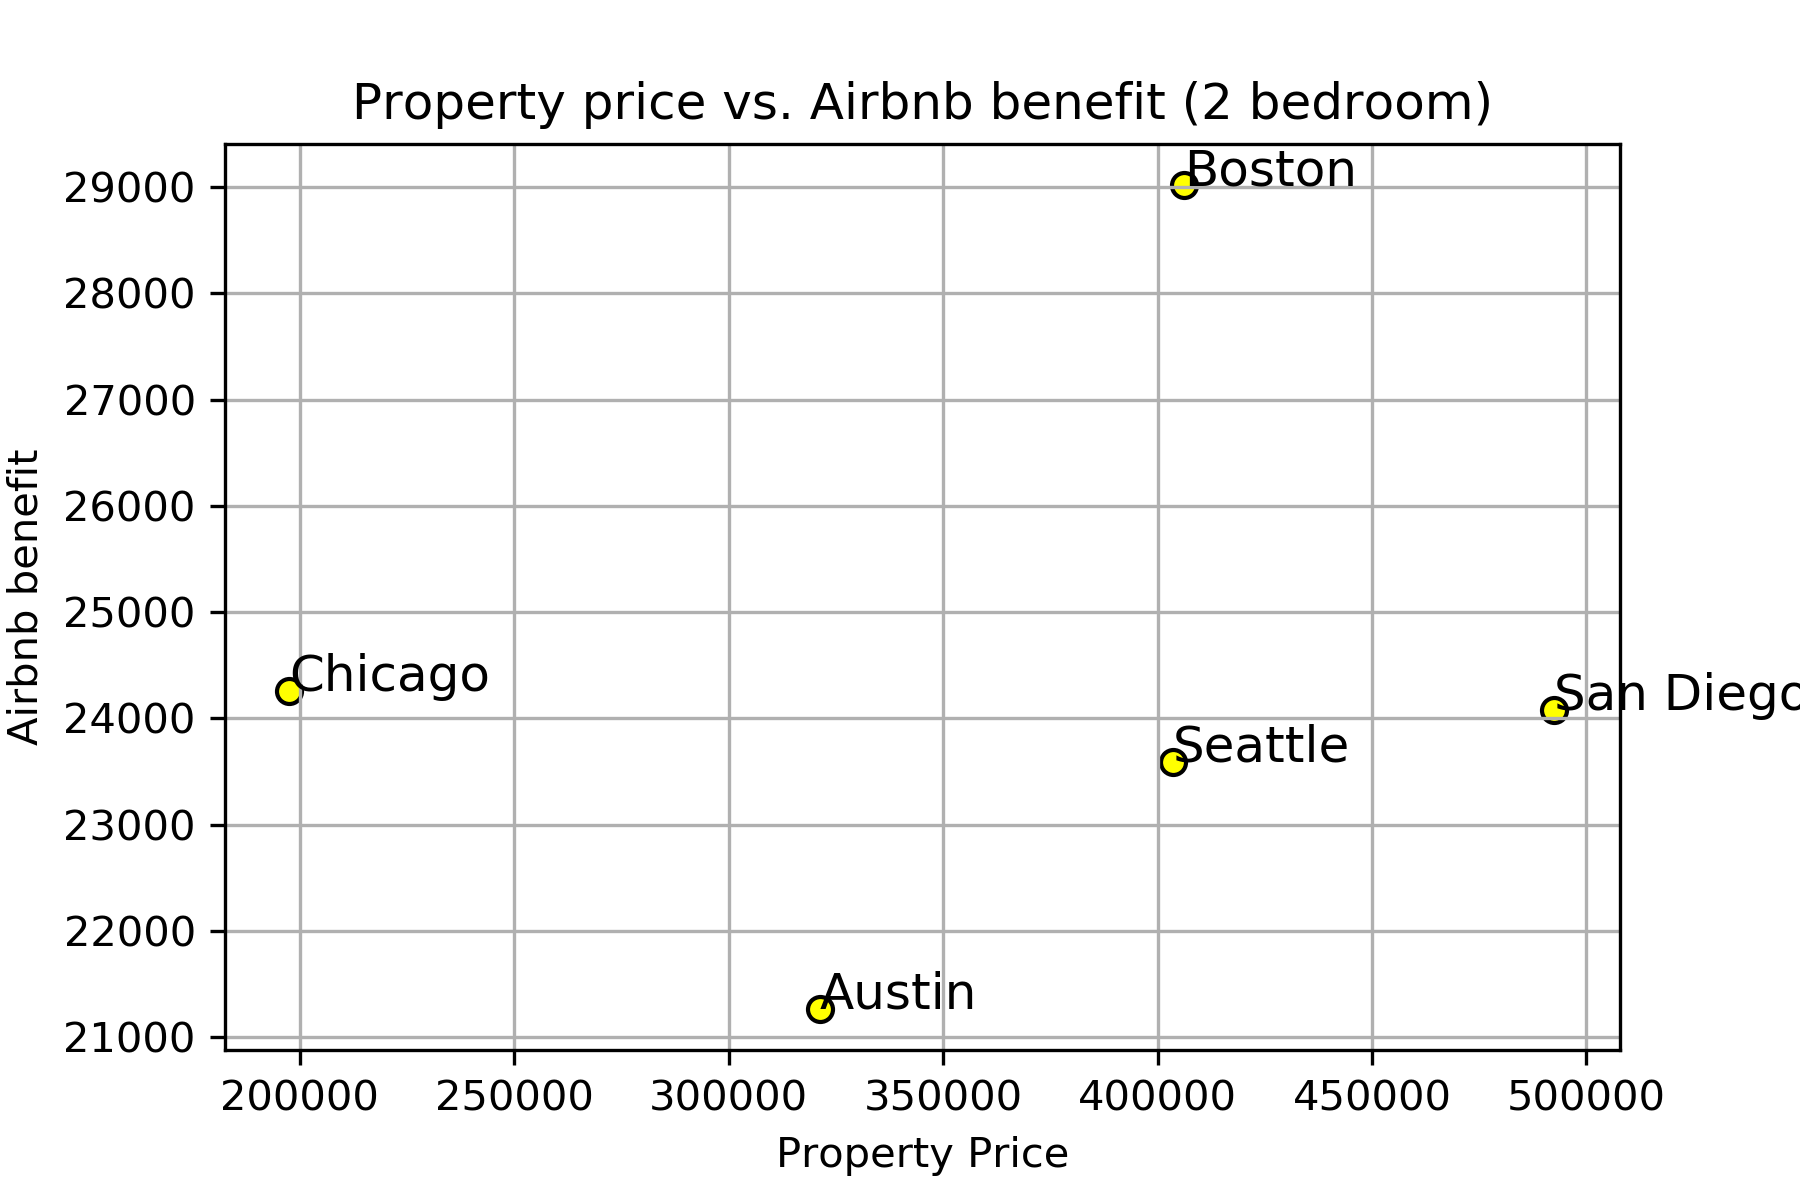 Property price vs. Airbnb benefit (2 bedroom)
29000
28000
27000
26000
25000
24000
23000
22000
21000
Airbnb benefit
Boston
Chicago
San Diego
Seattle
Austin
200000 250000 300000 350000 400000 450000 500000
Property Price